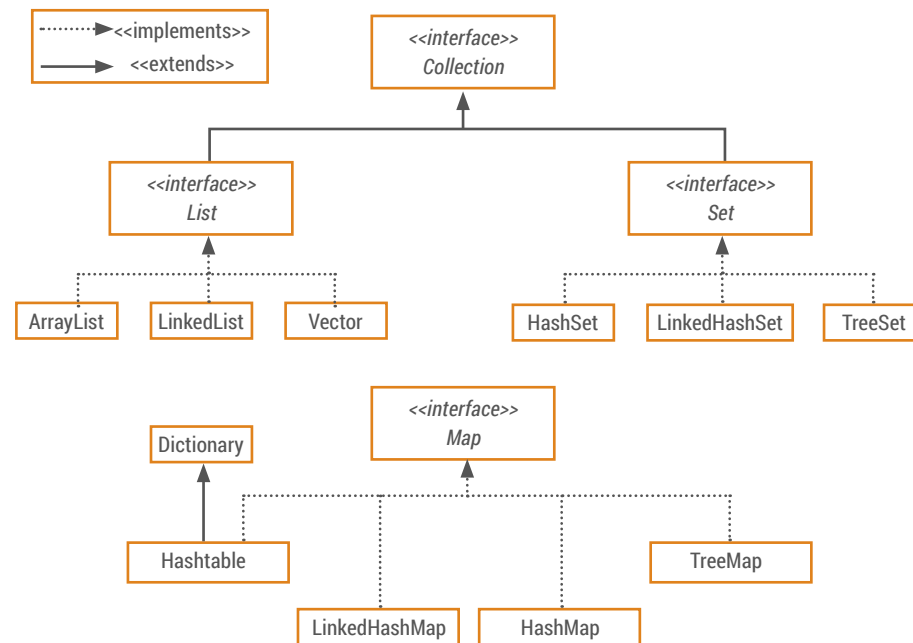 <<implements>>
<<extends>>
<<interface>>
Collection
<<interface>>
List
<<interface>>
Set
ArrayList
LinkedList
Vector
HashSet
LinkedHashSet
TreeSet
<<interface>>
Map
Dictionary
Hashtable
TreeMap
LinkedHashMap
HashMap